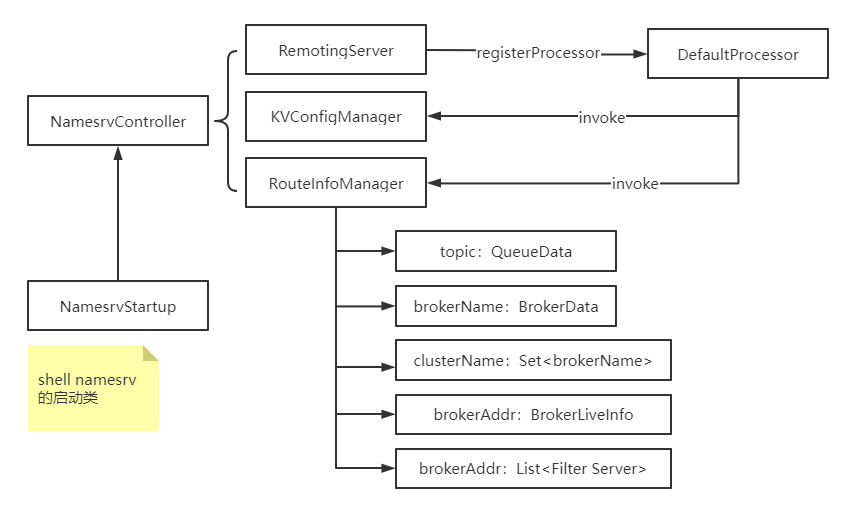 RemotingServer
registerProcessor
DefaultProcessor
NamesrvController
KVConfigManager
invoke
RouteInfoManager
invoke
topic：QueueData
NamesrvStartup
brokerName：BrokerData
shell namesrv
的启动类
clusterName：Set<brokerName>
brokerAddr：BrokerLiveInfo
brokerAddr：List<Filter Server>